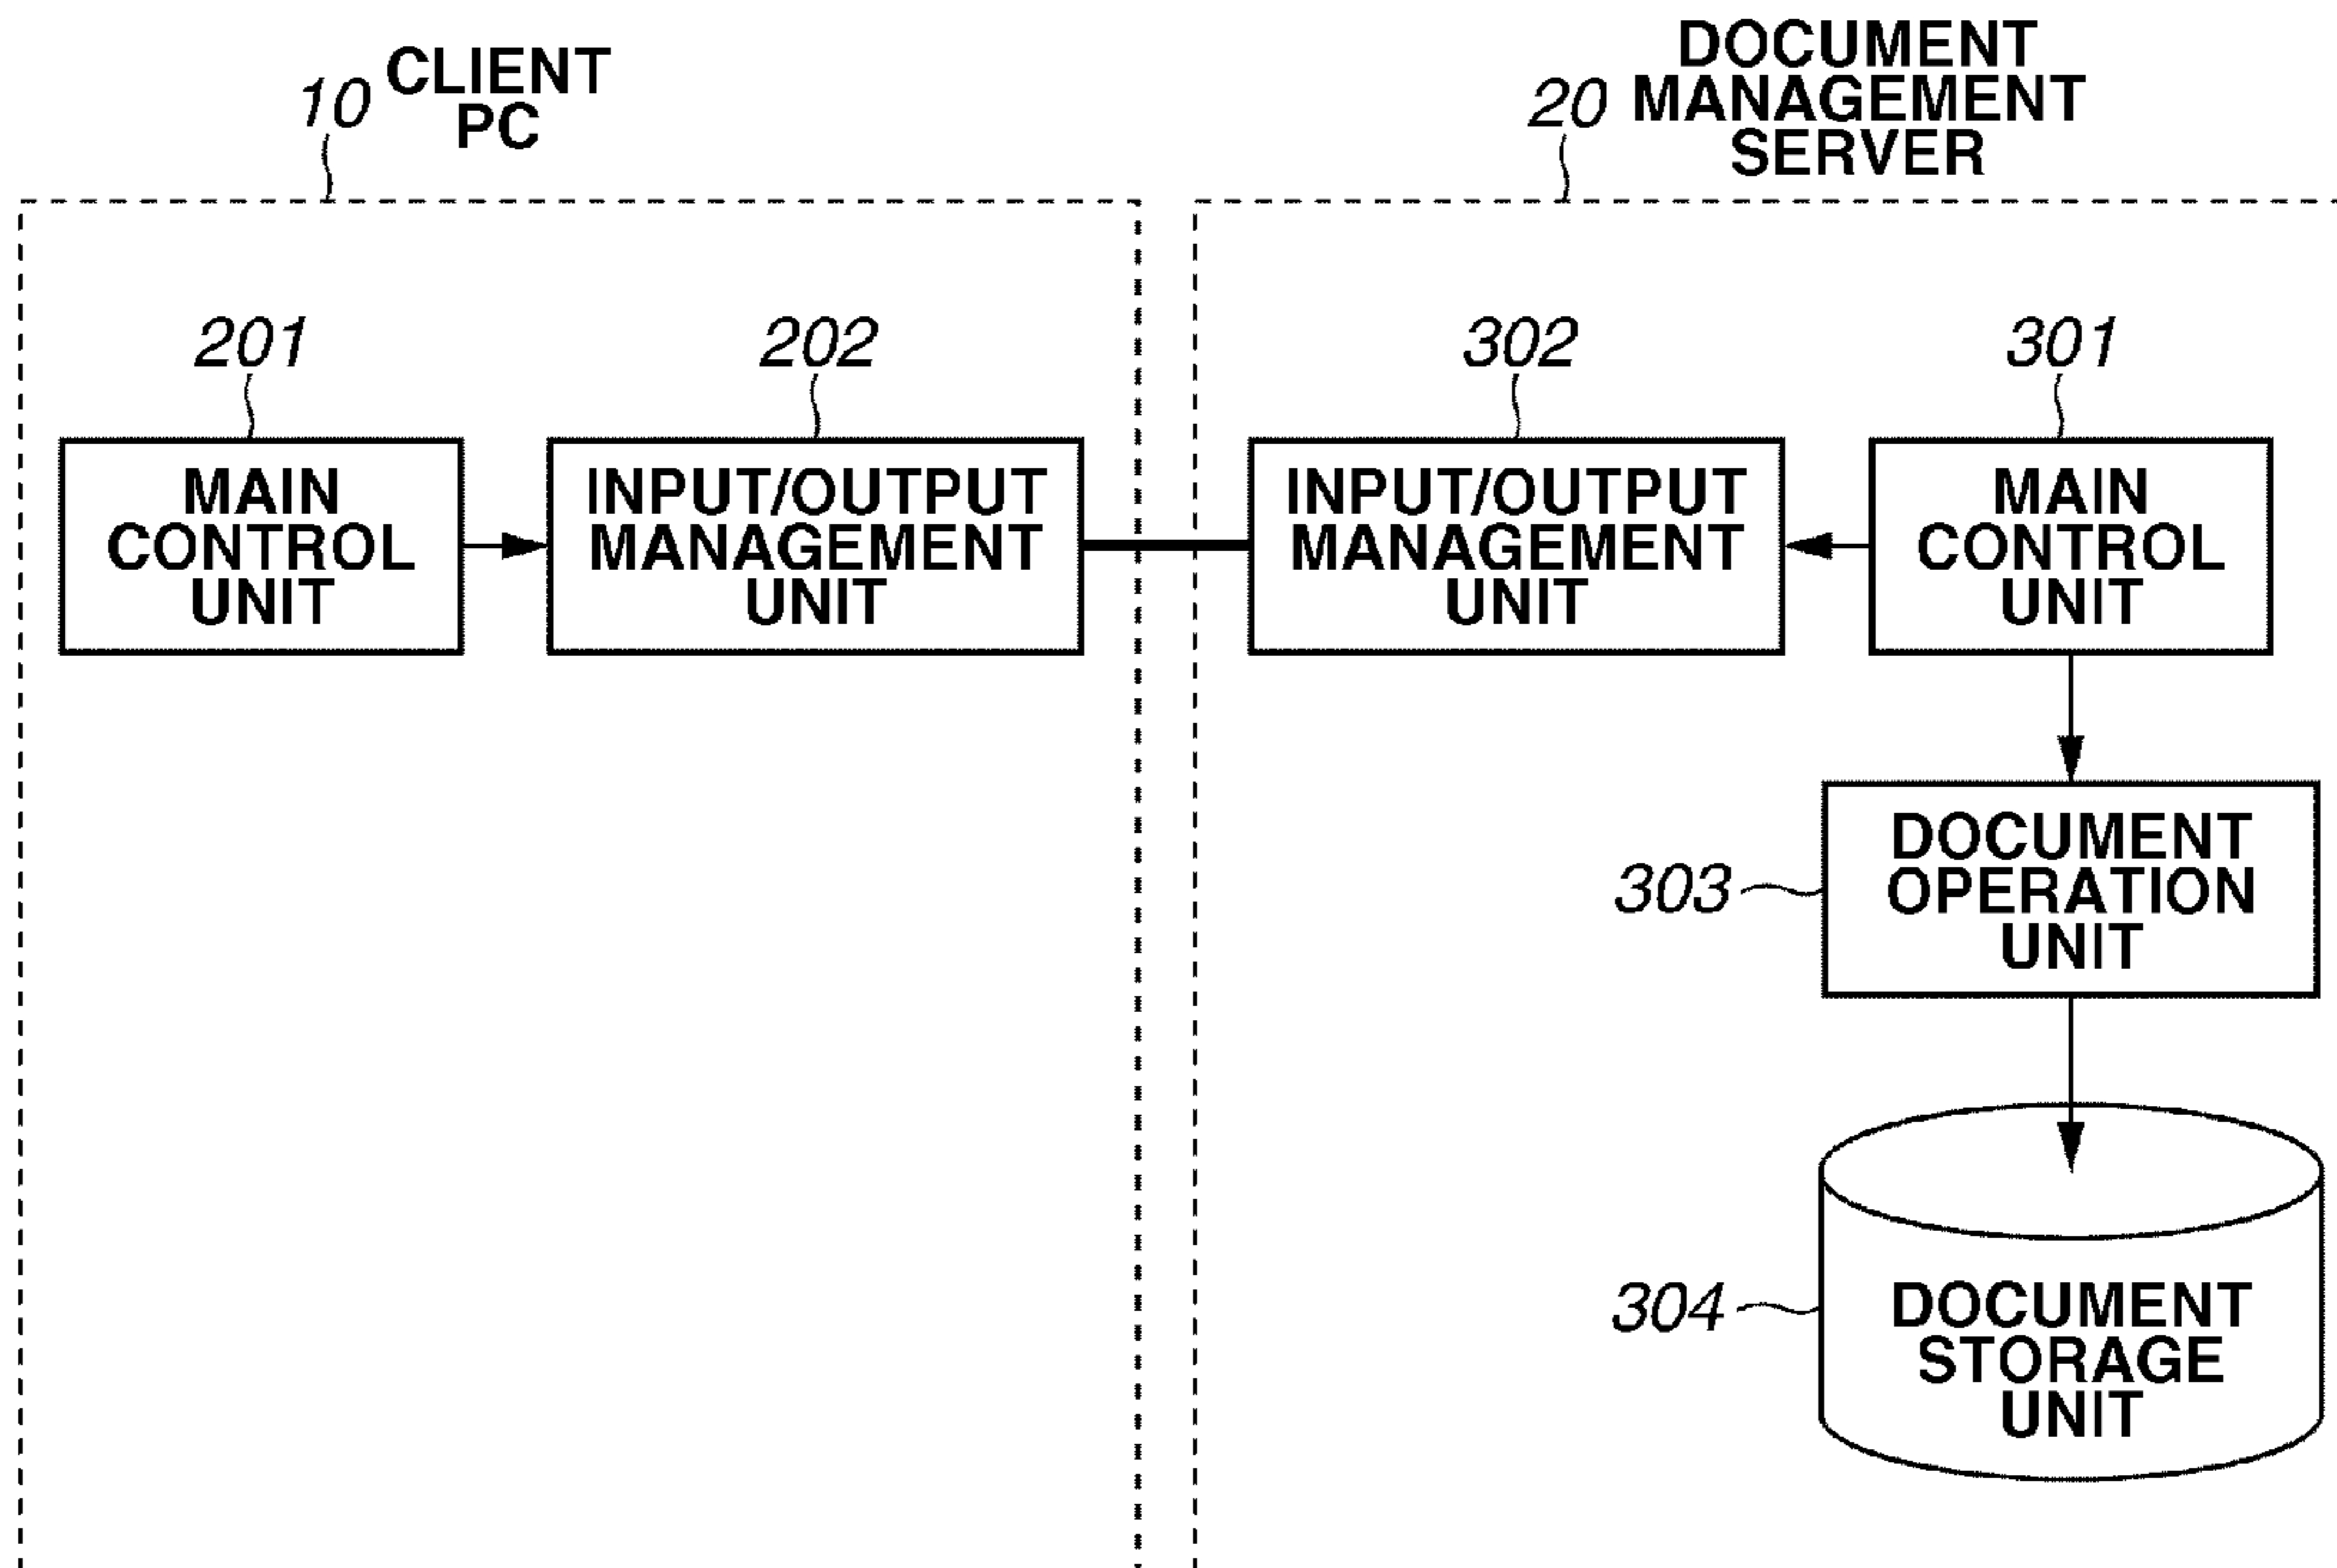 10 CLIENT
PC
20 DOCUMENT
MANAGEMENT
SERVER
201
202
302
301
MAIN
CONTROL
UNIT
INPUT/OUTPUT
MANAGEMENT
UNIT
INPUT/OUTPUT
MANAGEMENT
UNIT
MAIN
CONTROL
UNIT
303
DOCUMENT
OPERATION
UNIT
304
DOCUMENT
STORAGE
UNIT